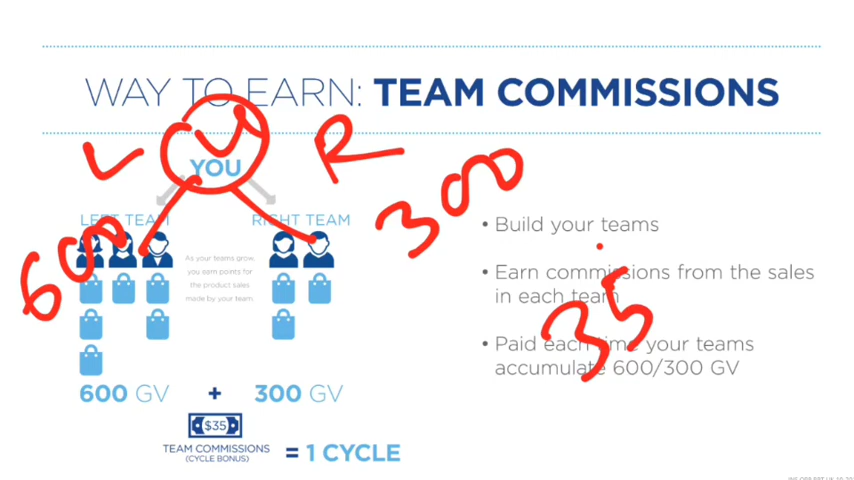 WAY TO EARN: TEAM COMMISSIONS
L
R
YOU
LEFT TEAM
RIGHT TEAM
600
300
As your teams grow,
you earn points for
the product sales
made by your team
• Build your teams
• Earn commissions from the sales
in each team
35
• Paid each time your teams
accumulate 600/300 GV
600 GV + 300 GV
$35
TEAM COMMISSIONS
(CYCLE BONUS)
= 1 CYCLE